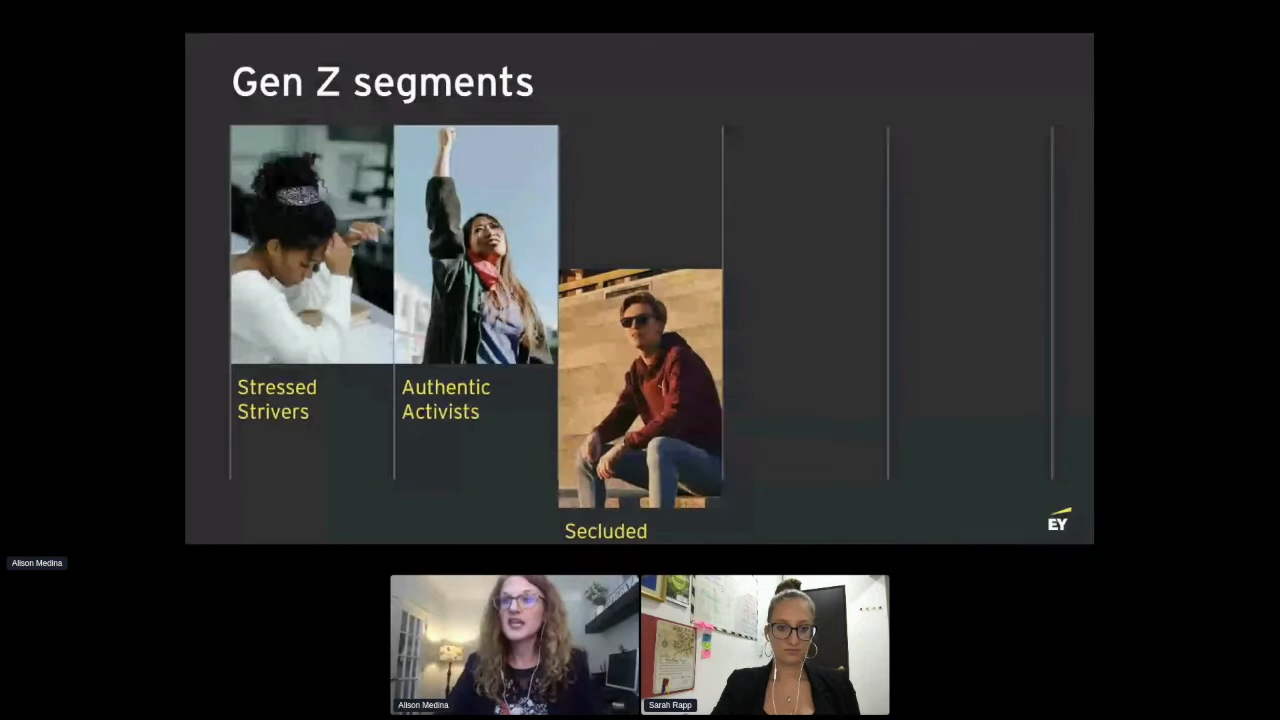 Gen Z segments
Stressed
Strivers
Authentic
Activists
Secluded
EY
Alison Medina
Alison Medina
Sarah Rapp